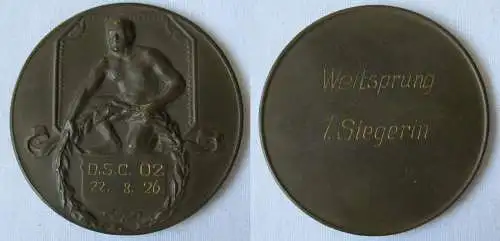 D.S.C. 02
22. 8. 26.
Weitsprung
1. Siegerin